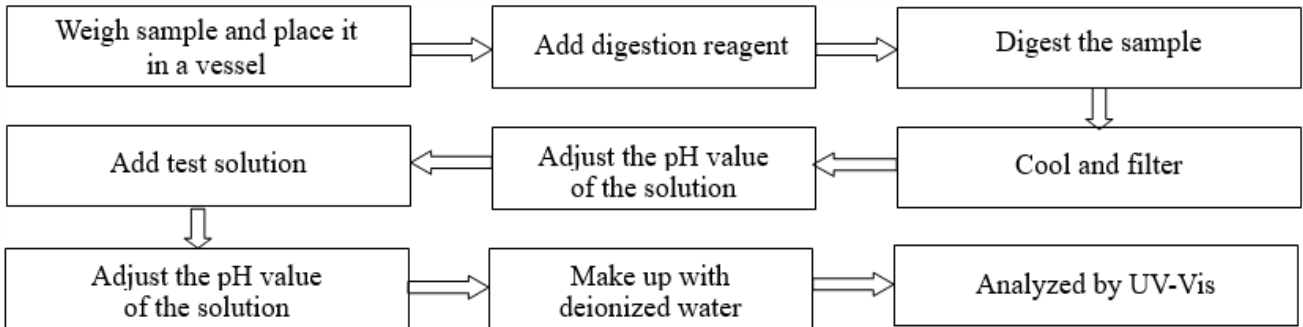 Weigh sample and place it
in a vessel
Add digestion reagent
Digest the sample
Cool and filter
Adjust the pH value
of the solution
Add test solution
Adjust the pH value
of the solution
Make up with
deionized water
Analyzed by UV-Vis